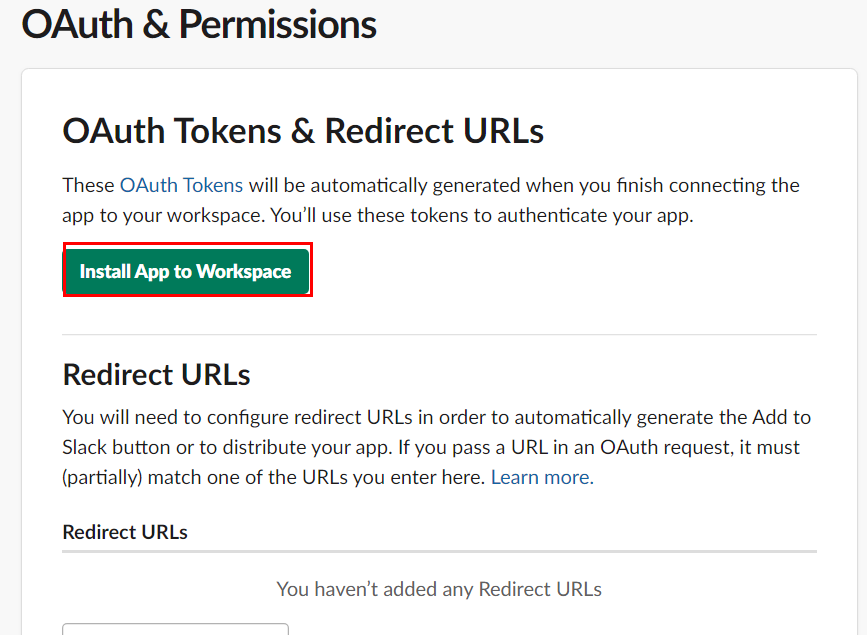 OAuth & Permissions
OAuth Tokens & Redirect URLs
These OAuth Tokens will be automatically generated when you finish connecting the
app to your workspace. You’ll use these tokens to authenticate your app.
Install App to Workspace
Redirect URLs
You will need to configure redirect URLs in order to automatically generate the Add to
Slack button or to distribute your app. If you pass a URL in an OAuth request, it must
(partially) match one of the URLs you enter here. Learn more.
Redirect URLs
You haven’t added any Redirect URLs